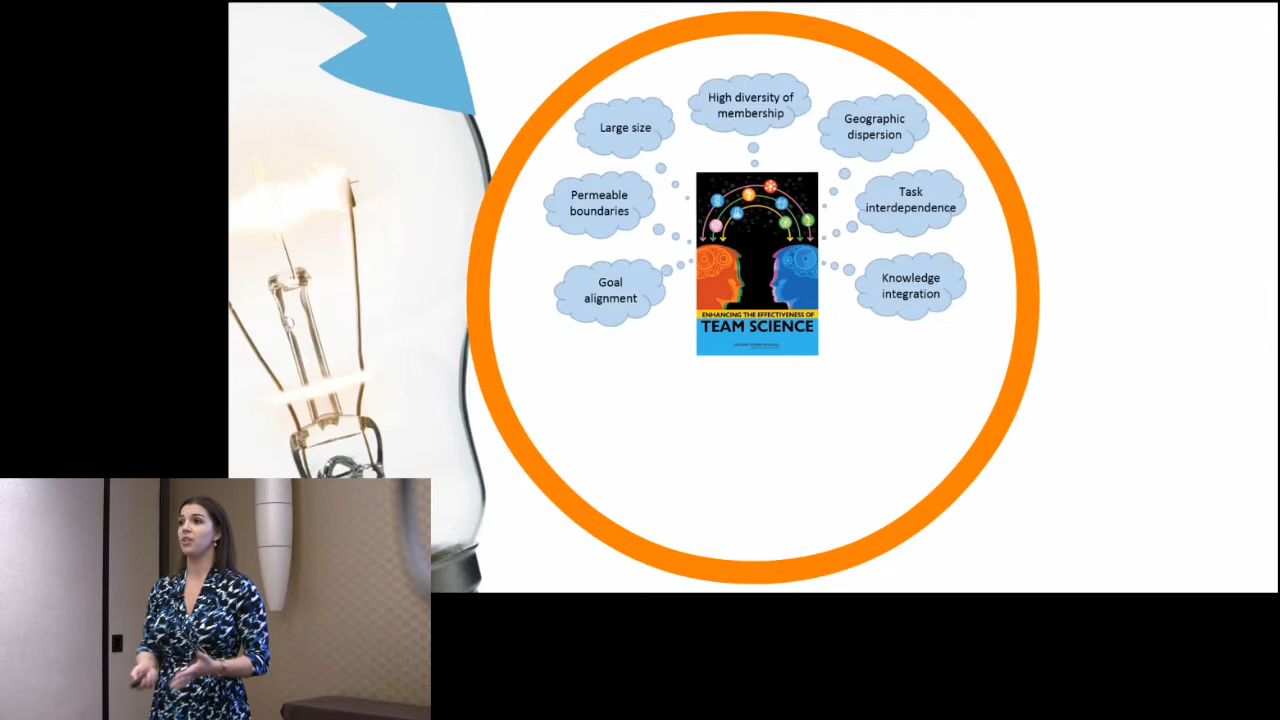 High diversity of
membership
Large size
Geographic
dispersion
Permeable
boundaries
Task
interdependence
Goal
alignment
Knowledge
integration
ENHANCING THE EFFECTIVENESS OF
TEAM SCIENCE